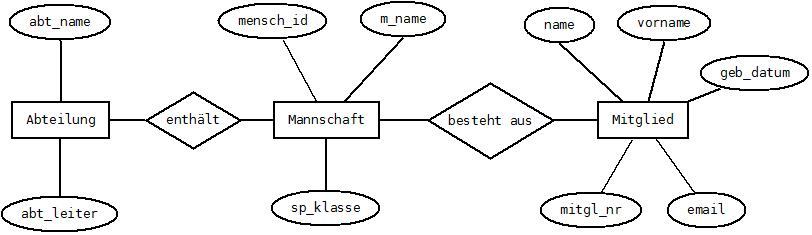 abt_name
mensch_id
m_name
name
vorname
geb_datum
Abteilung
enthält
Mannschaft
besteht aus
Mitglied
abt_leiter
sp_klasse
mitgl_nr
email